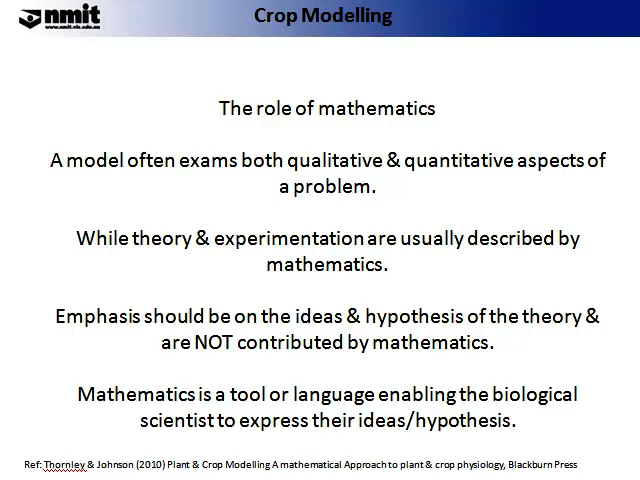 nmit
www.nmit.vic.edu.au
Crop Modelling
The role of mathematics
A model often exams both qualitative & quantitative aspects of
a problem.
While theory & experimentation are usually described by
mathematics.
Emphasis should be on the ideas & hypothesis of the theory &
are NOT contributed by mathematics.
Mathematics is a tool or language enabling the biological
scientist to express their ideas/hypothesis.
Ref: Thornley & Johnson (2010) Plant & Crop Modelling A mathematical Approach to plant & crop physiology, Blackburn Press